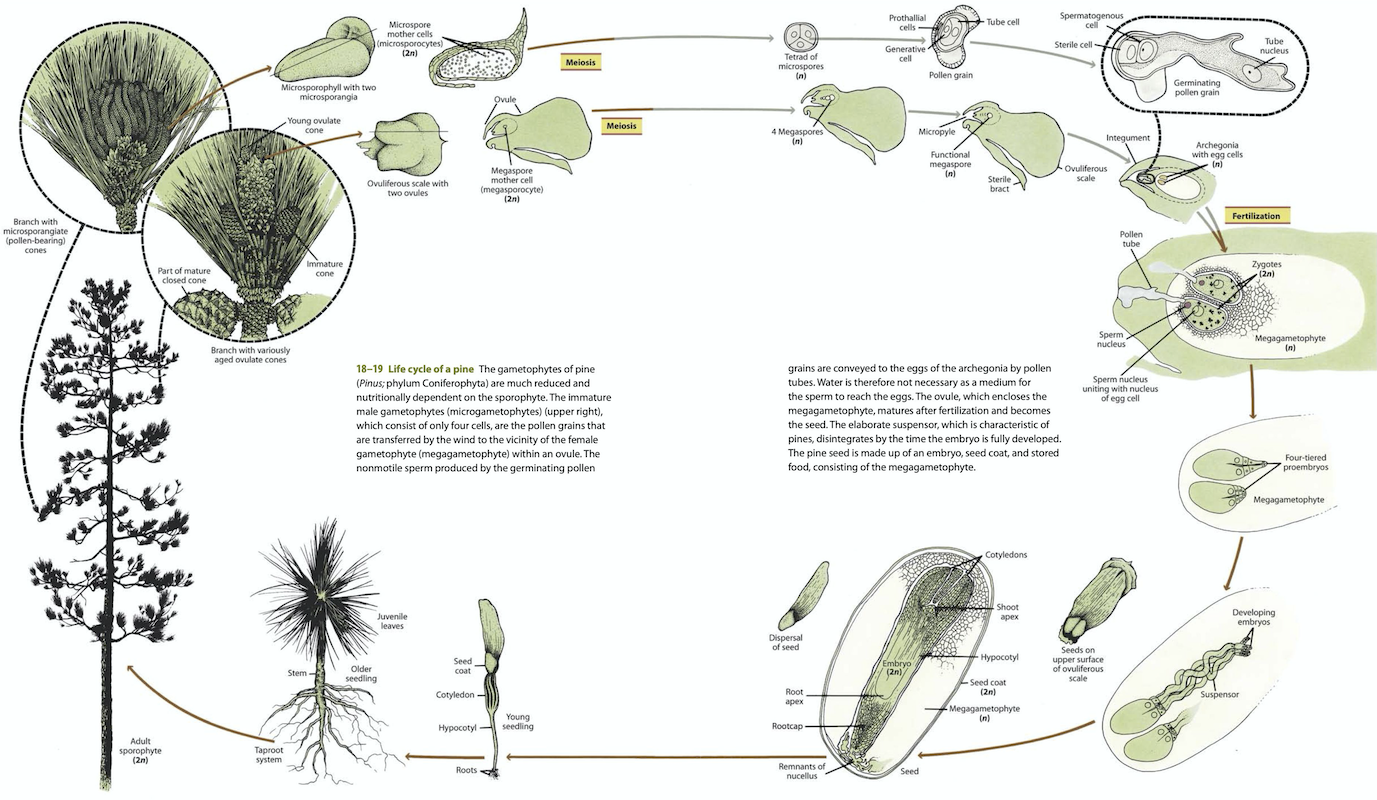 Microspore
mother cells
(microsporocytes)
(2n)
Microsporophyll with two
microsporangia
Meiosis
Tetrad of
microspores
(n)
Prothallial
cells
Tube cell
Generative
cell
Pollen grain
Spermatogenous
cell
Sterile cell
Tube
nucleus
Germinating
pollen grain
Young ovulate
cone
Ovuliferous scale with
two ovules
Ovule
Megaspore
mother cell
(megasporocyte)
(2n)
Meiosis
4 Megaspores
(n)
Micropyle
Functional
megaspore
(n)
Sterile
bract
Ovuliferous
scale
Integument
Archegonia
with egg cells
(n)
Fertilization
Branch with
microsporangiate
(pollen-bearing)
cones
Part of mature
closed cone
Immature
cone
Branch with variously
aged ovulate cones
Pollen
tube
Zygotes
(2n)
Megagametophyte
(n)
Sperm
nucleus
Sperm nucleus
uniting with nucleus
of egg cell
18–19 Life cycle of a pine The gametophytes of pine
(Pinus; phylum Coniferophyta) are much reduced and
nutritionally dependent on the sporophyte. The immature
male gametophytes (microgametophytes) (upper right),
which consist of only four cells, are the pollen grains that
are transferred by the wind to the vicinity of the female
gametophyte (megagametophyte) within an ovule. The
nonmotile sperm produced by the germinating pollen
grains are conveyed to the eggs of the archegonia by pollen
tubes. Water is therefore not necessary as a medium for
the sperm to reach the eggs. The ovule, which encloses the
megagametophyte, matures after fertilization and becomes
the seed. The elaborate suspensor, which is characteristic of
pines, disintegrates by the time the embryo is fully developed.
The pine seed is made up of an embryo, seed coat, and stored
food, consisting of the megagametophyte.
Four-tiered
proembryos
Megagametophyte
Developing
embryos
Suspensor
Seeds on
upper surface
of ovuliferous
scale
Dispersal
of seed
Cotyledons
Shoot
apex
Hypocotyl
Embryo
(2n)
Seed coat
(2n)
Root
apex
Megagametophyte
(n)
Rootcap
Remnants of
nucellus
Seed
Seed
coat
Cotyledon
Hypocotyl
Young
seedling
Roots
Juvenile
leaves
Stem
Older
seedling
Taproot
system
Adult
sporophyte
(2n)